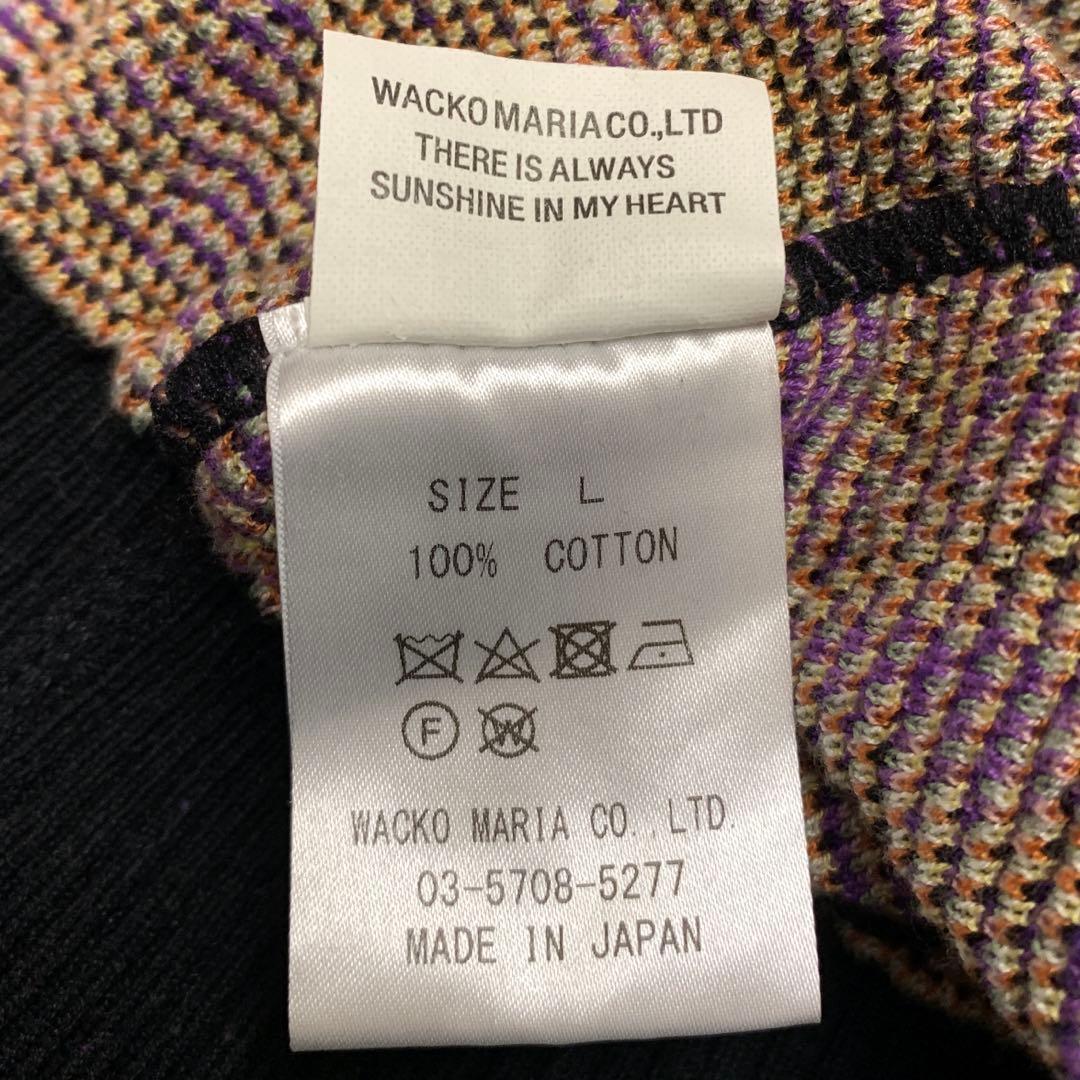 WACKO MARIA CO.,LTD
THERE IS ALWAYS
SUNSHINE IN MY HEART
SIZE L
100% COTTON
F W
WACKO MARIA CO.,LTD.
03-5708-5277
MADE IN JAPAN